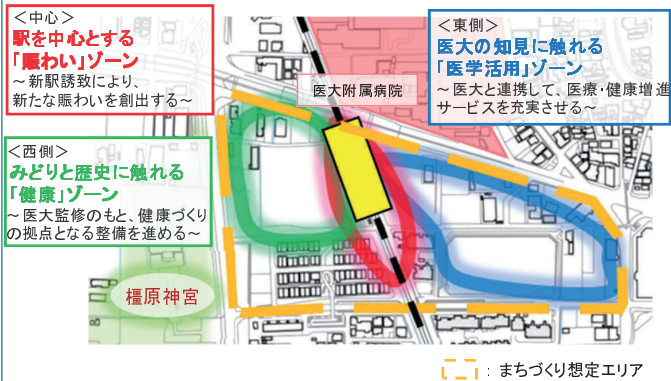 ＜中心＞
駅を中心とする
「賑わい」ゾーン
～新駅誘致により、
新たな賑わいを創出する～
＜東側＞
医大の知見に触れる
「医学活用」ゾーン
～医大と連携して、医療・健康増進
サービスを充実させる～
医大附属病院
＜西側＞
みどりと歴史に触れる
「健康」ゾーン
～医大監修のもと、健康づくり
の拠点となる整備を進める～
橿原神宮
：まちづくり想定エリア